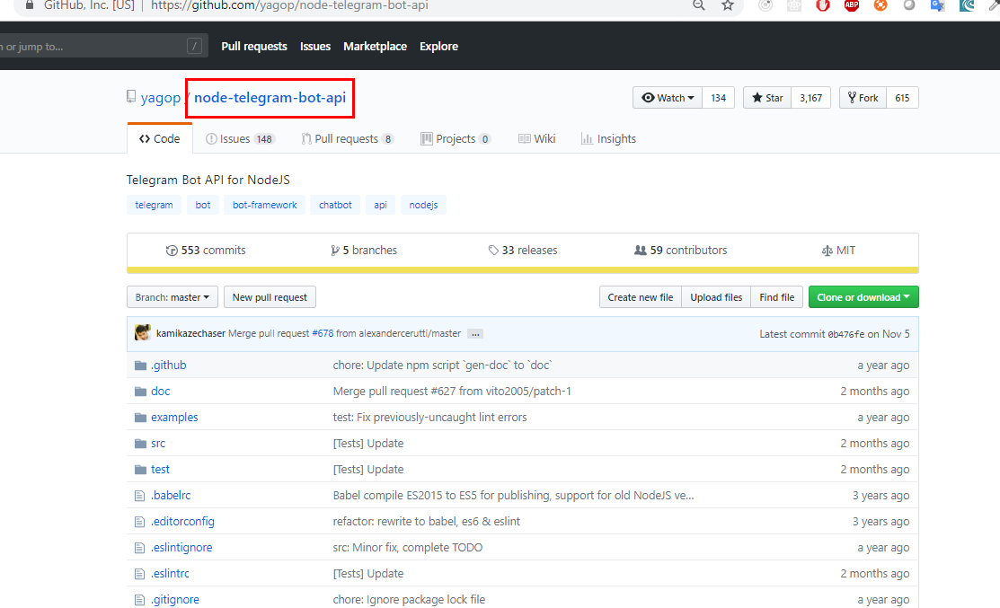 GitHub, Inc. [US] | https://github.com/yagop/node-telegram-bot-api
ABP
or jump to... / Pull requests Issues Marketplace Explore
yagop / node-telegram-bot-api Watch 134 Star 3,167 Fork 615
Code Issues 148 Pull requests 8 Projects 0 Wiki Insights
Telegram Bot API for NodeJS
telegram bot bot-framework chatbot api nodejs
553 commits 5 branches 33 releases 59 contributors MIT
Branch: master New pull request Create new file Upload files Find file Clone or download
kamikazechaser Merge pull request #678 from alexandercerutti/master ... Latest commit 0b476fe on Nov 5
.github chore: Update npm script `gen-doc` to `doc` a year ago
doc Merge pull request #627 from vito2005/patch-1 2 months ago
examples test: Fix previously-uncaught lint errors a year ago
src [Tests] Update 2 months ago
test [Tests] Update 2 months ago
.babelrc Babel compile ES2015 to ES5 for publishing, support for old NodeJS ve... 3 years ago
.editorconfig refactor: rewrite to babel, es6 & eslint 3 years ago
.eslintignore src: Minor fix, complete TODO a year ago
.eslintrc [Tests] Update 2 months ago
.gitignore chore: Ignore package lock file a year ago